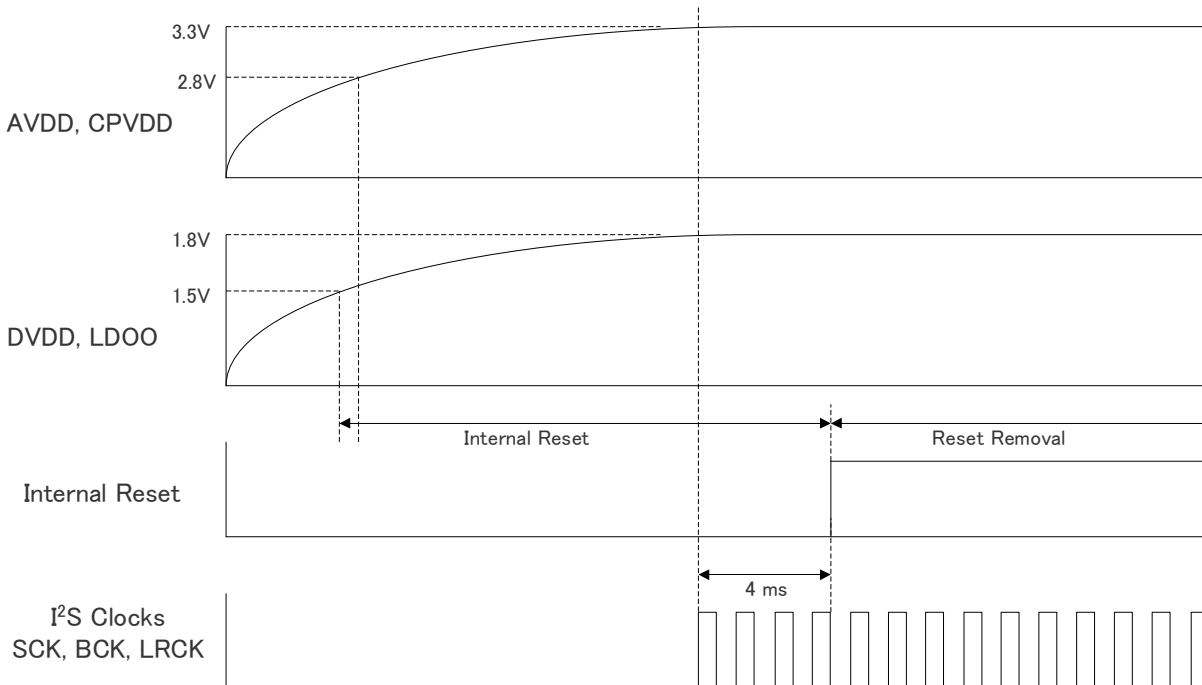 3.3V
2.8V
AVDD, CPVDD
1.8V
1.5V
DVDD, LDOO
Internal Reset
Reset Removal
Internal Reset
4 ms
I²S Clocks
SCK, BCK, LRCK